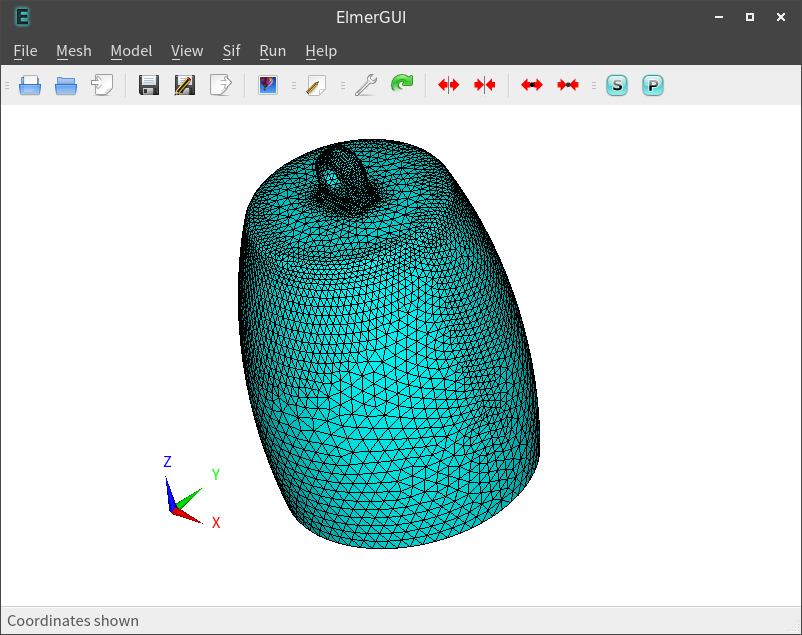 E
ElmerGUI
File Mesh Model View Sif Run Help
S P
Z
Y
X
Coordinates shown